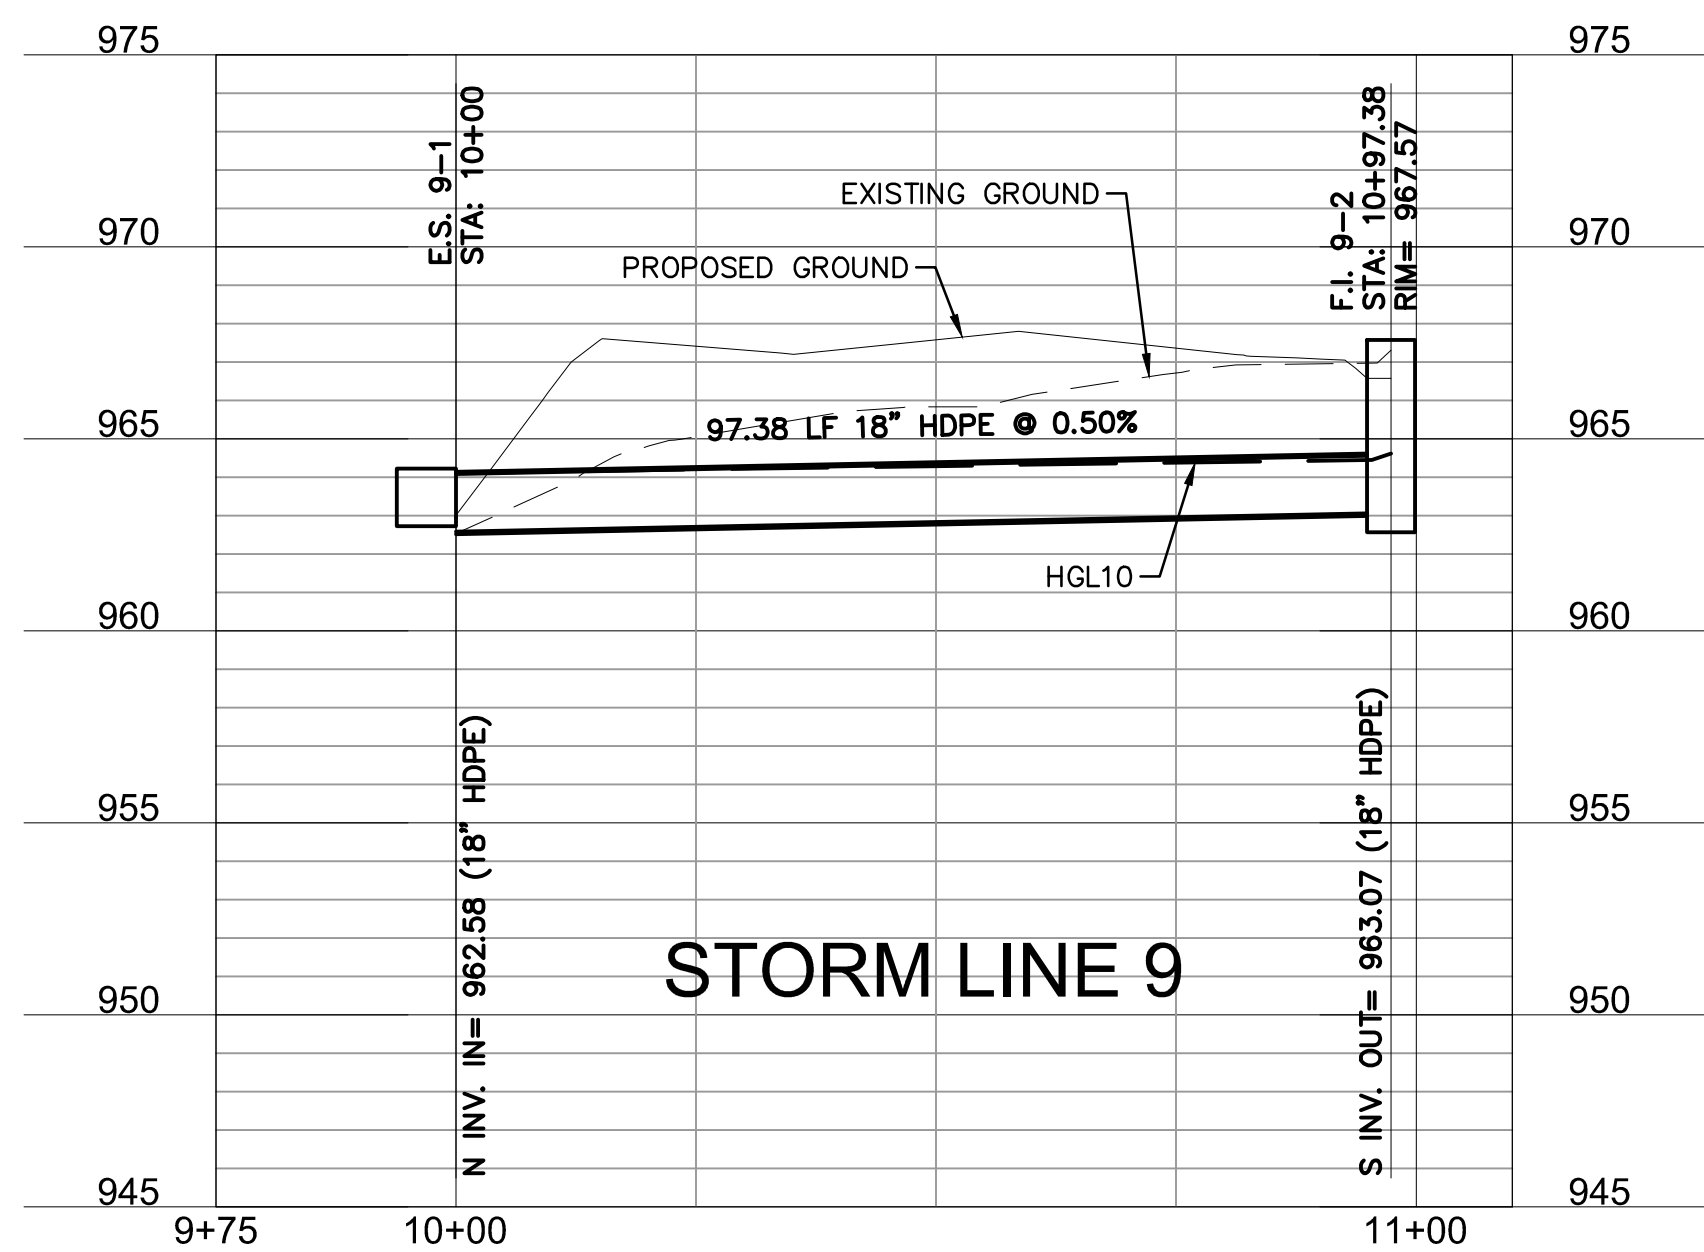 975
975
E.S. 9-1
STA: 10+00
F.I. 9-2
STA: 10+97.38
RIM= 967.57
EXISTING GROUND
970
970
PROPOSED GROUND
965
97.38 LF 18" HDPE @ 0.50%
965
HGL10
960
960
955
955
N INV. IN= 962.58 (18" HDPE)
S INV. OUT= 963.07 (18" HDPE)
STORM LINE 9
950
950
945
945
9+75
10+00
11+00